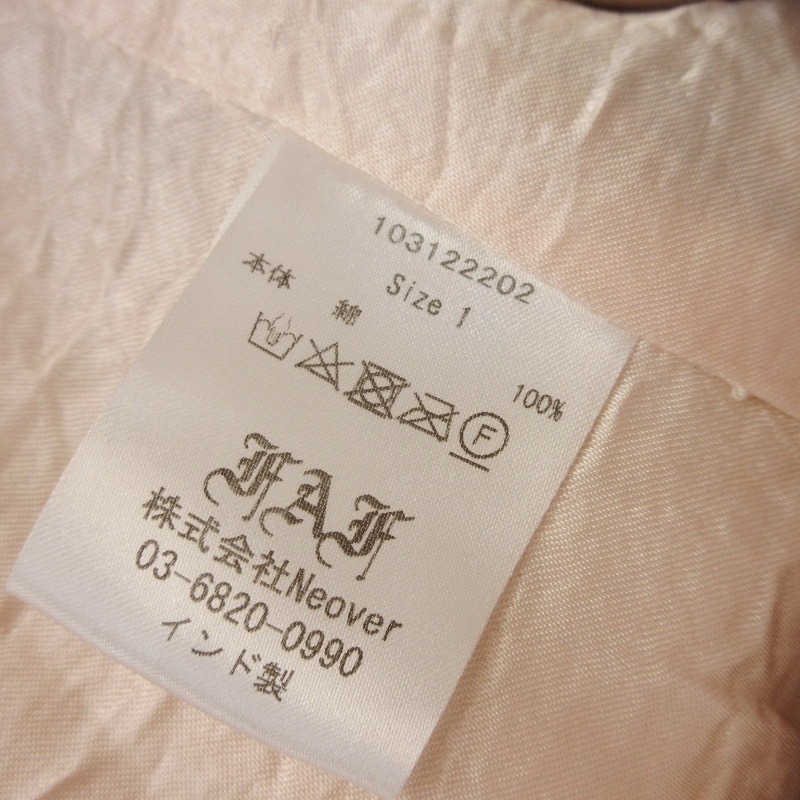 103122202
Size 1
本体 綿 100%
F
FAF
株式会社Neover
03-6820-0990
インド製